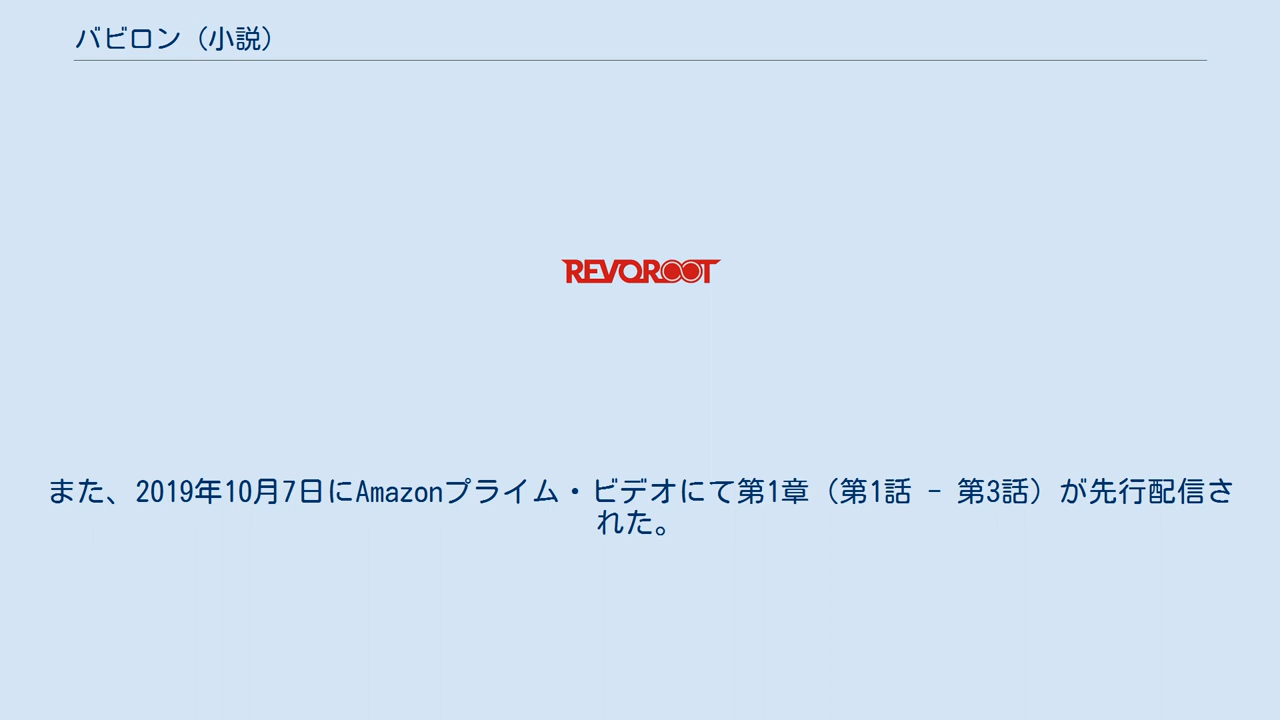 バビロン（小説）
REVOROOT
また、2019年10月7日にAmazonプライム・ビデオにて第1章（第1話 - 第3話）が先行配信さ
れた。